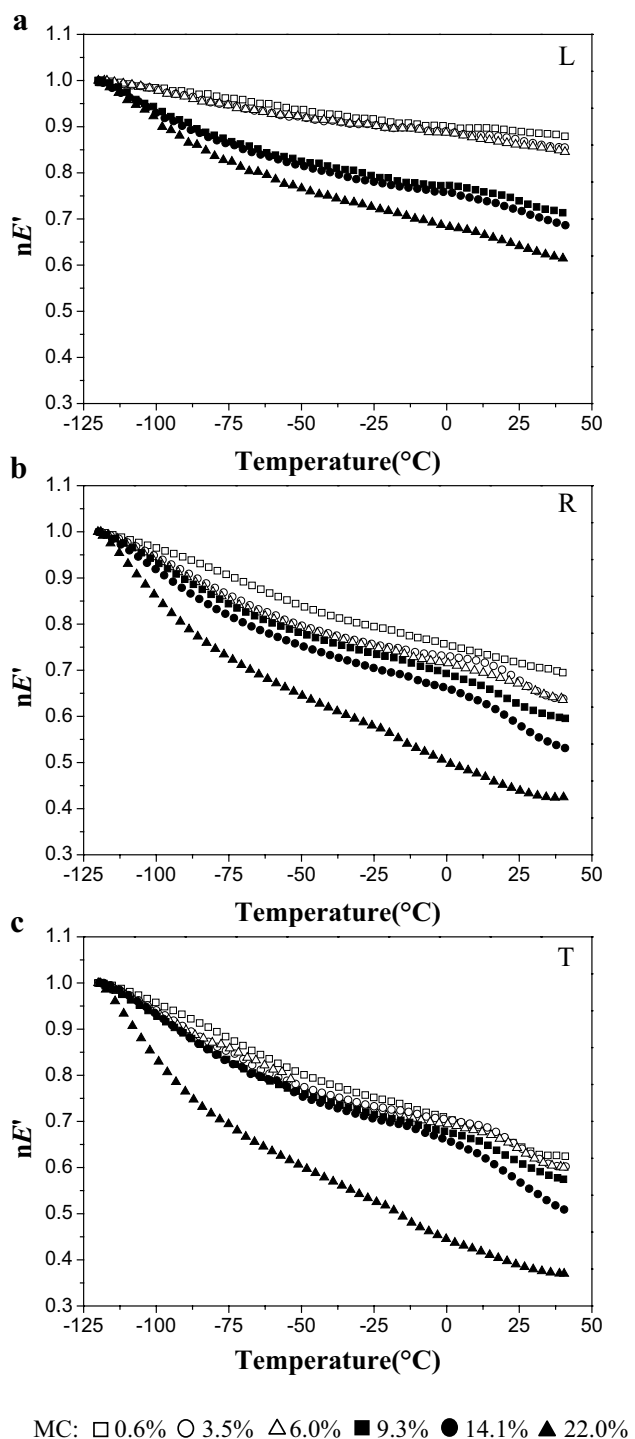 a
L
1.1
1.0
0.9
0.8
0.7
0.6
0.5
0.4
0.3
nE'
-125 -100 -75 -50 -25 0 25 50
Temperature(°C)
b
R
1.1
1.0
0.9
0.8
0.7
0.6
0.5
0.4
0.3
nE'
-125 -100 -75 -50 -25 0 25 50
Temperature(°C)
c
T
1.1
1.0
0.9
0.8
0.7
0.6
0.5
0.4
0.3
nE'
-125 -100 -75 -50 -25 0 25 50
Temperature(°C)
MC: □ 0.6% ○ 3.5% △ 6.0% ■ 9.3% ● 14.1% ▲ 22.0%